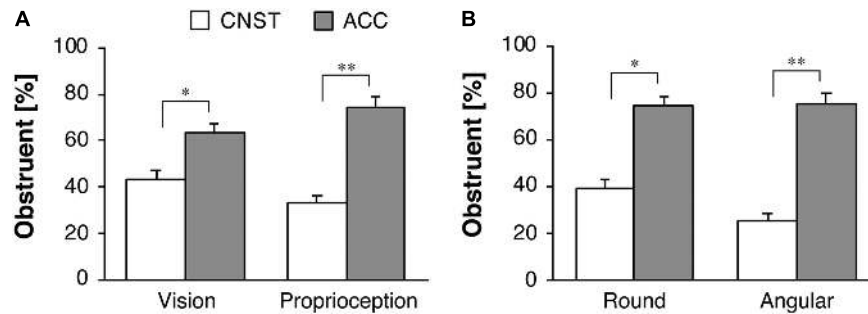 A
CNST ACC
Obstruent [%]
100
80
60
40
20
0
*
**
Vision Proprioception
B
Obstruent [%]
100
80
60
40
20
0
*
**
Round Angular